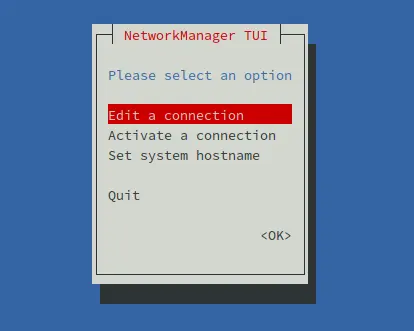 NetworkManager TUI
Please select an option
Edit a connection
Activate a connection
Set system hostname
Quit
<OK>